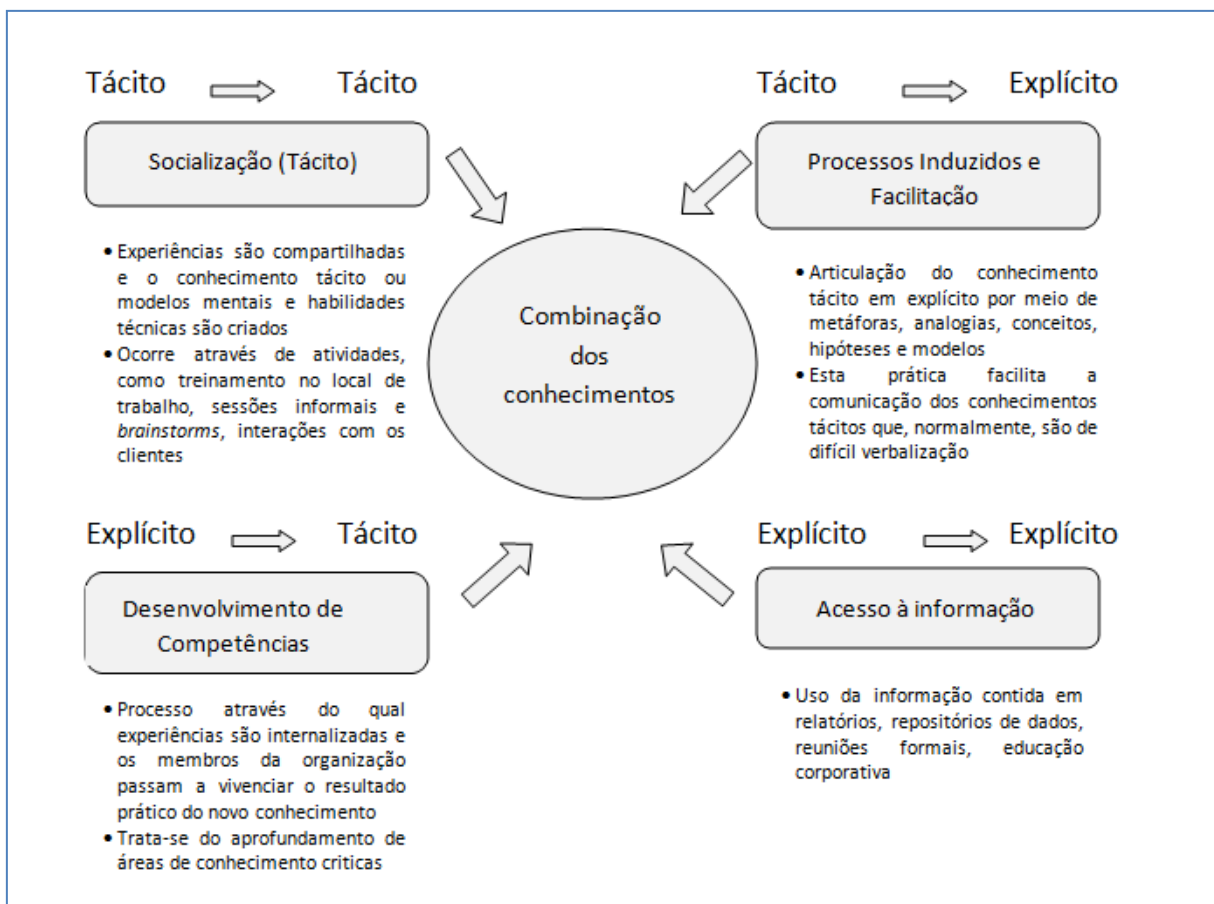 Tácito Tácito
Socialização (Tácito)
• Experiências são compartilhadas
e o conhecimento tácito ou
modelos mentais e habilidades
técnicas são criados
• Ocorre através de atividades,
como treinamento no local de
trabalho, sessões informais e
brainstorms, interações com os
clientes
Tácito Explícito
Processos Induzidos e
Facilitação
• Articulação do conhecimento
tácito em explícito por meio de
metáforas, analogias, conceitos,
hipóteses e modelos
• Esta prática facilita a
comunicação dos conhecimentos
tácitos que, normalmente, são de
difícil verbalização
Combinação
dos
conhecimentos
Explícito Tácito
Desenvolvimento de
Competências
• Processo através do qual
experiências são internalizadas e
os membros da organização
passam a vivenciar o resultado
prático do novo conhecimento
• Trata-se do aprofundamento de
áreas de conhecimento criticas
Explícito Explícito
Acesso à informação
• Uso da informação contida em
relatórios, repositórios de dados,
reuniões formais, educação
corporativa